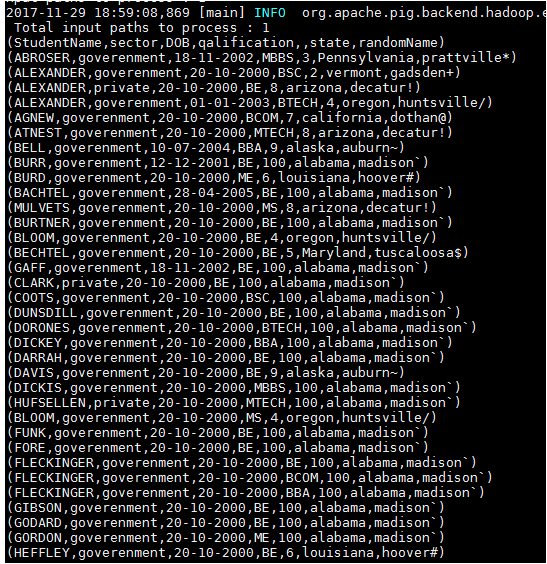 2017-11-29 18:59:08,869 [main] INFO  org.apache.pig.backend.hadoop.e
 Total input paths to process : 1
(StudentName,sector,DOB,qalification,,state,randomName)
(ABROSER,goverenment,18-11-2002,MBBS,3,Pennsylvania,prattville*)
(ALEXANDER,goverenment,20-10-2000,BSC,2,vermont,gadsden+)
(ALEXANDER,private,20-10-2000,BE,8,arizona,decatur!)
(ALEXANDER,goverenment,01-01-2003,BTECH,4,oregon,huntsville/)
(AGNEW,goverenment,20-10-2000,BCOM,7,california,dothan@)
(ATNEST,goverenment,20-10-2000,MTECH,8,arizona,decatur!)
(BELL,goverenment,10-07-2004,BBA,9,alaska,auburn~)
(BURR,goverenment,12-12-2001,BE,100,alabama,madison`)
(BURD,goverenment,20-10-2000,ME,6,louisiana,hoover#)
(BACHTEL,goverenment,28-04-2005,BE,100,alabama,madison`)
(MULVETS,goverenment,20-10-2000,MS,8,arizona,decatur!)
(BURTNER,goverenment,20-10-2000,BE,100,alabama,madison`)
(BLOOM,goverenment,20-10-2000,BE,4,oregon,huntsville/)
(BECHTEL,goverenment,20-10-2000,BE,5,Maryland,tuscaloosa$)
(GAFF,goverenment,18-11-2002,BE,100,alabama,madison`)
(CLARK,private,20-10-2000,BE,100,alabama,madison`)
(COOTS,goverenment,20-10-2000,BSC,100,alabama,madison`)
(DUNSDILL,goverenment,20-10-2000,BE,100,alabama,madison`)
(DORONES,goverenment,20-10-2000,BTECH,100,alabama,madison`)
(DICKEY,goverenment,20-10-2000,BBA,100,alabama,madison`)
(DARRAH,goverenment,20-10-2000,BE,100,alabama,madison`)
(DAVIS,goverenment,20-10-2000,BE,9,alaska,auburn~)
(DICKIS,goverenment,20-10-2000,MBBS,100,alabama,madison`)
(HUFSELLEN,private,20-10-2000,MTECH,100,alabama,madison`)
(BLOOM,goverenment,20-10-2000,MS,4,oregon,huntsville/)
(FUNK,goverenment,20-10-2000,BE,100,alabama,madison`)
(FORE,goverenment,20-10-2000,BE,100,alabama,madison`)
(FLECKINGER,goverenment,20-10-2000,BE,100,alabama,madison`)
(FLECKINGER,goverenment,20-10-2000,BCOM,100,alabama,madison`)
(FLECKINGER,goverenment,20-10-2000,BBA,100,alabama,madison`)
(GIBSON,goverenment,20-10-2000,BE,100,alabama,madison`)
(GODARD,goverenment,20-10-2000,BE,100,alabama,madison`)
(GORDON,goverenment,20-10-2000,ME,100,alabama,madison`)
(HEFFLEY,goverenment,20-10-2000,BE,6,louisiana,hoover#)